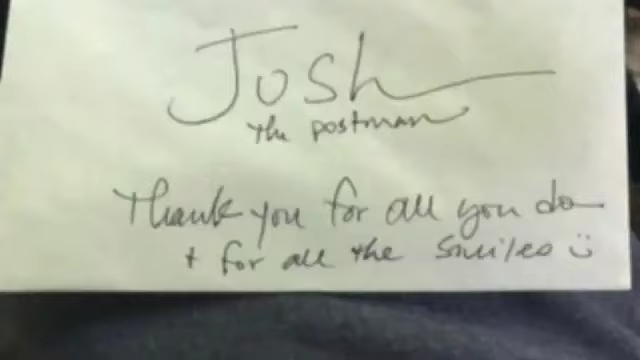 Josh
the postman
Thank you for all you do
+ for all the smiles ü